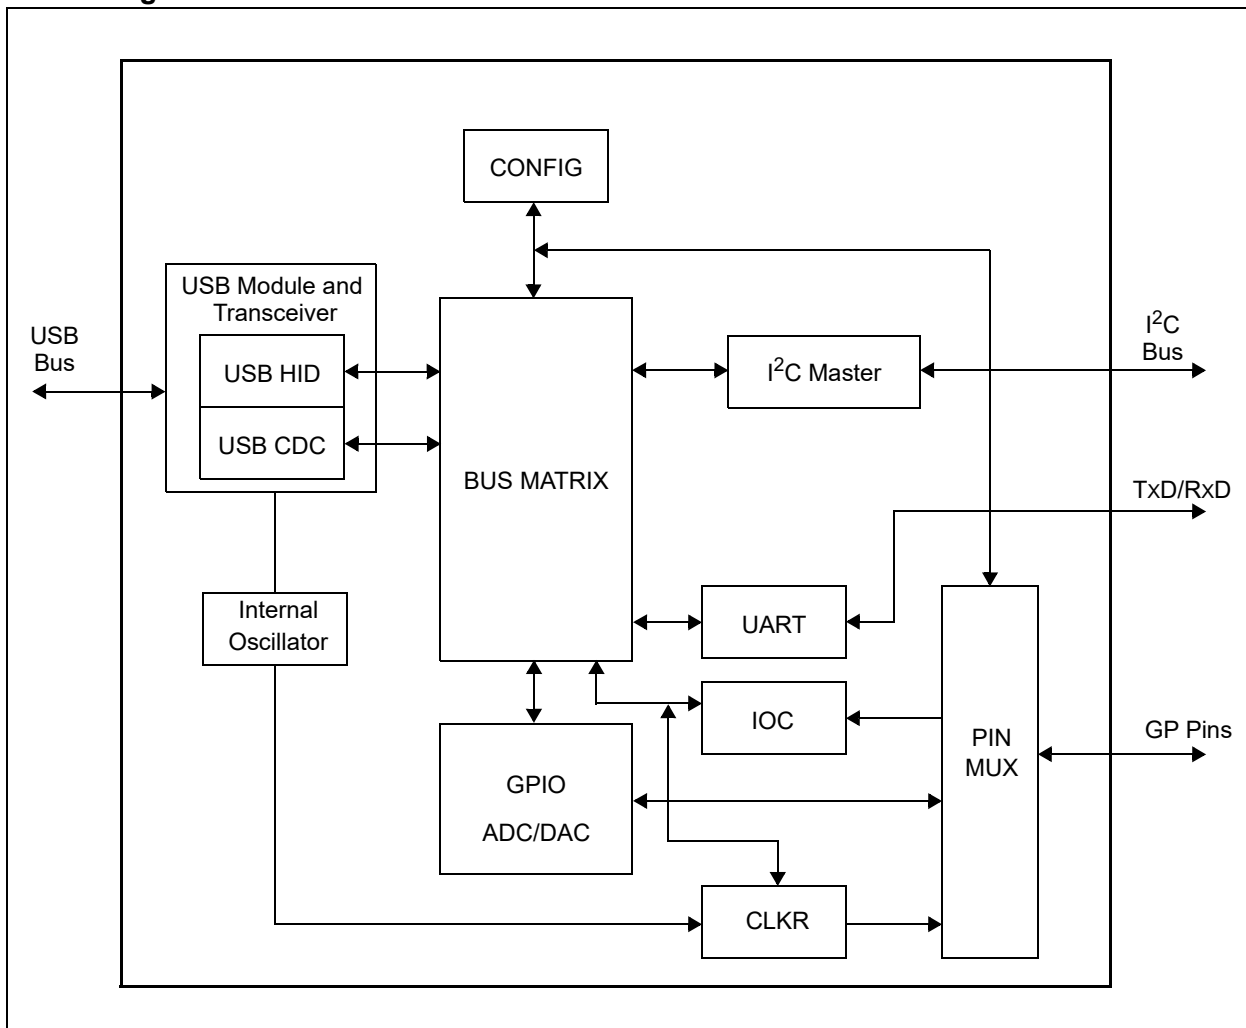 CONFIG
USB Module and
Transceiver
USB
Bus
USB HID
USB CDC
BUS MATRIX
I²C Master
I²C
Bus
TxD/RxD
Internal
Oscillator
UART
IOC
PIN
MUX
GP Pins
GPIO
ADC/DAC
CLKR